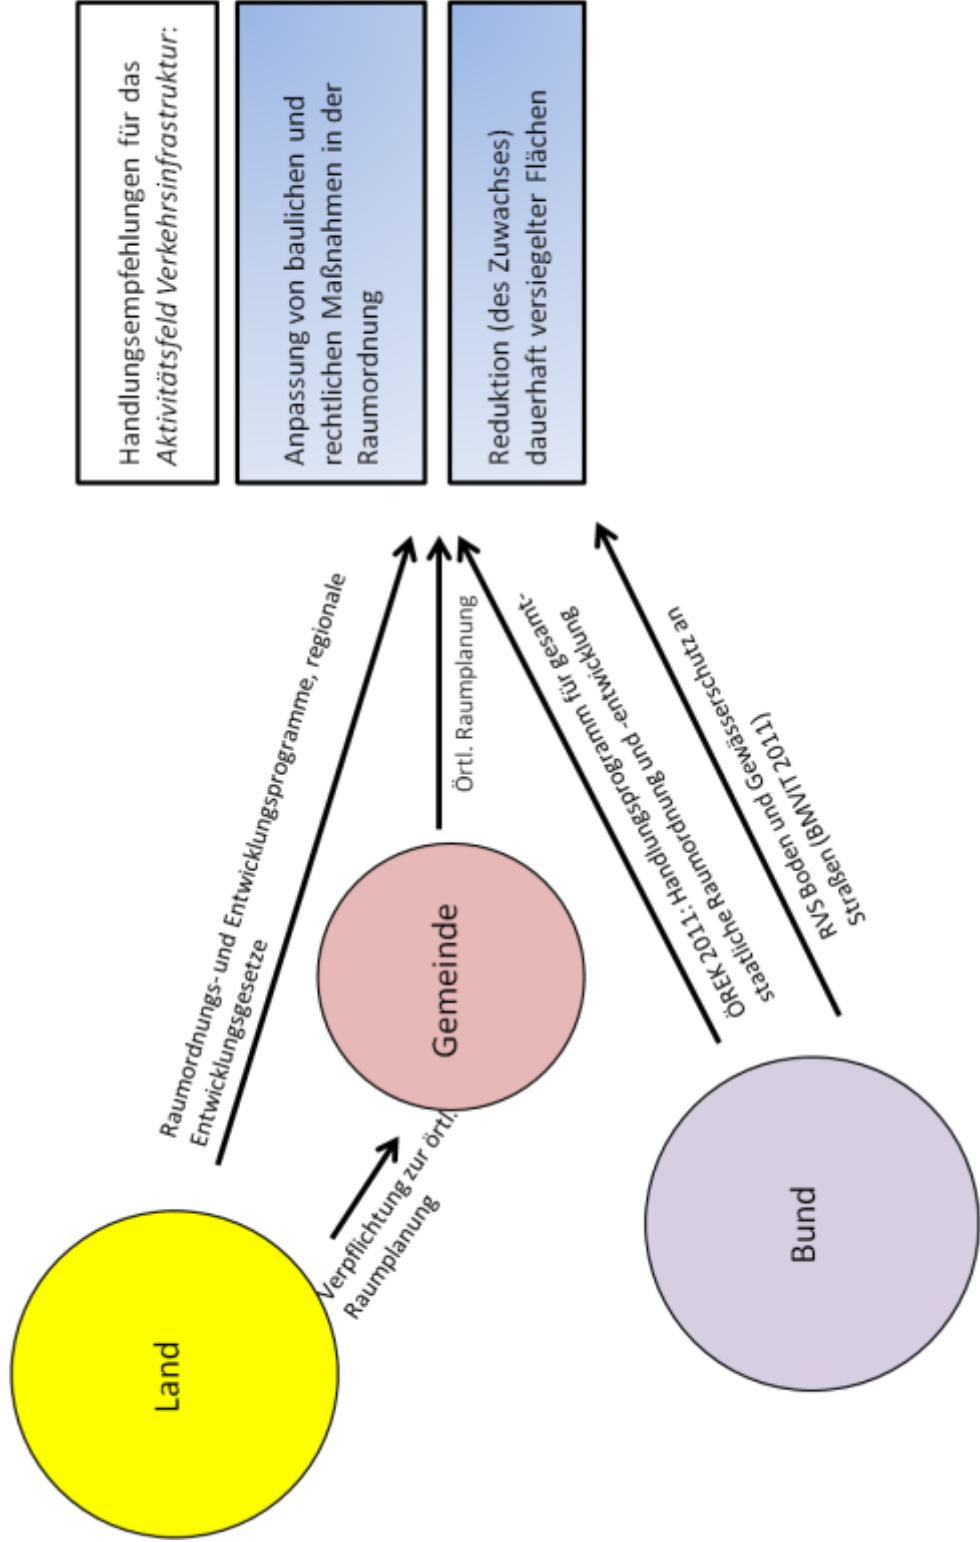 Handlungsempfehlungen für das
Aktivitätsfeld Verkehrsinfrastruktur:
Anpassung von baulichen und
rechtlichen Maßnahmen in der
Raumordnung
Reduktion (des Zuwachses)
dauerhaft versiegelter Flächen
Land
Raumordnungs- und Entwicklungsprogramme, regionale
Entwicklungsgesetze
Verpflichtung zur örtl.
Raumplanung
Gemeinde
Örtl. Raumplanung
Bund
ÖREK 2011: Handlungsprogramm für gesamt-
staatliche Raumordnung und -entwicklung
RVS Boden und Gewässerschutz an
Straßen (BMVIT 2011)